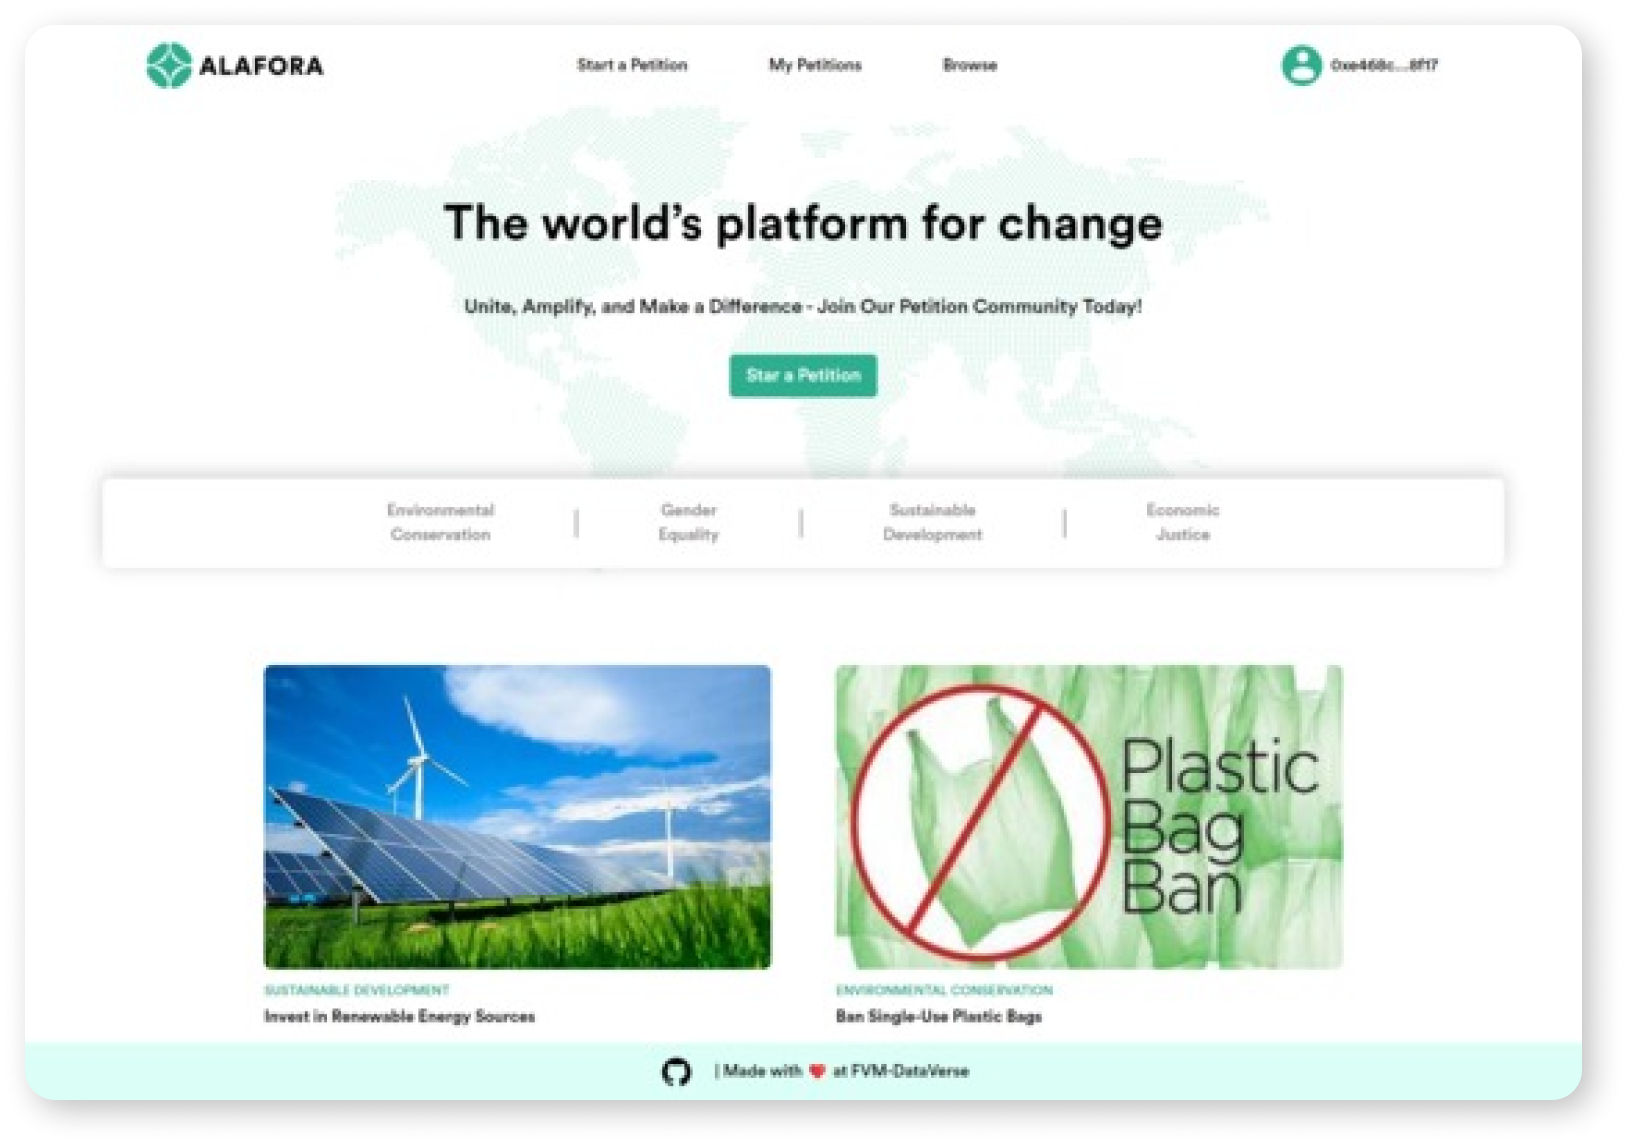 ALAFORA
Start a Petition
My Petitions
Browse
0xe468c...8f17
The world’s platform for change
Unite, Amplify, and Make a Difference - Join Our Petition Community Today!
Star a Petition
Environmental
Conservation
Gender
Equality
Sustainable
Development
Economic
Justice
Plastic
Bag
Ban
SUSTAINABLE DEVELOPMENT
Invest in Renewable Energy Sources
ENVIRONMENTAL CONSERVATION
Ban Single-Use Plastic Bags
| Made with ❤ at FVM-DataVerse